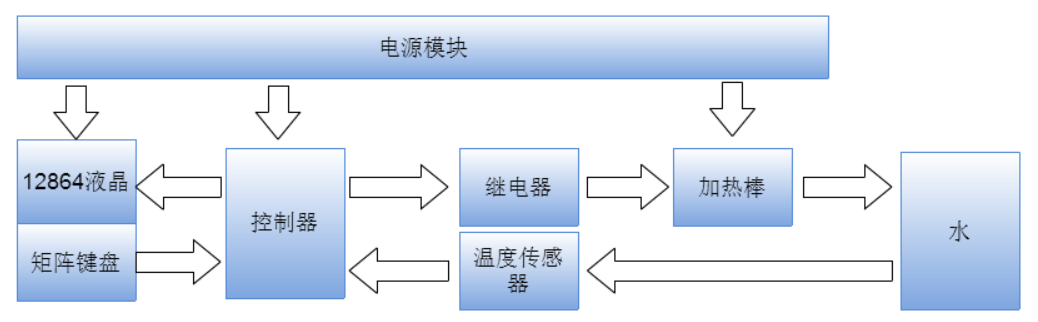 电源模块
12864液晶
控制器
继电器
加热棒
水
矩阵键盘
温度传感
器